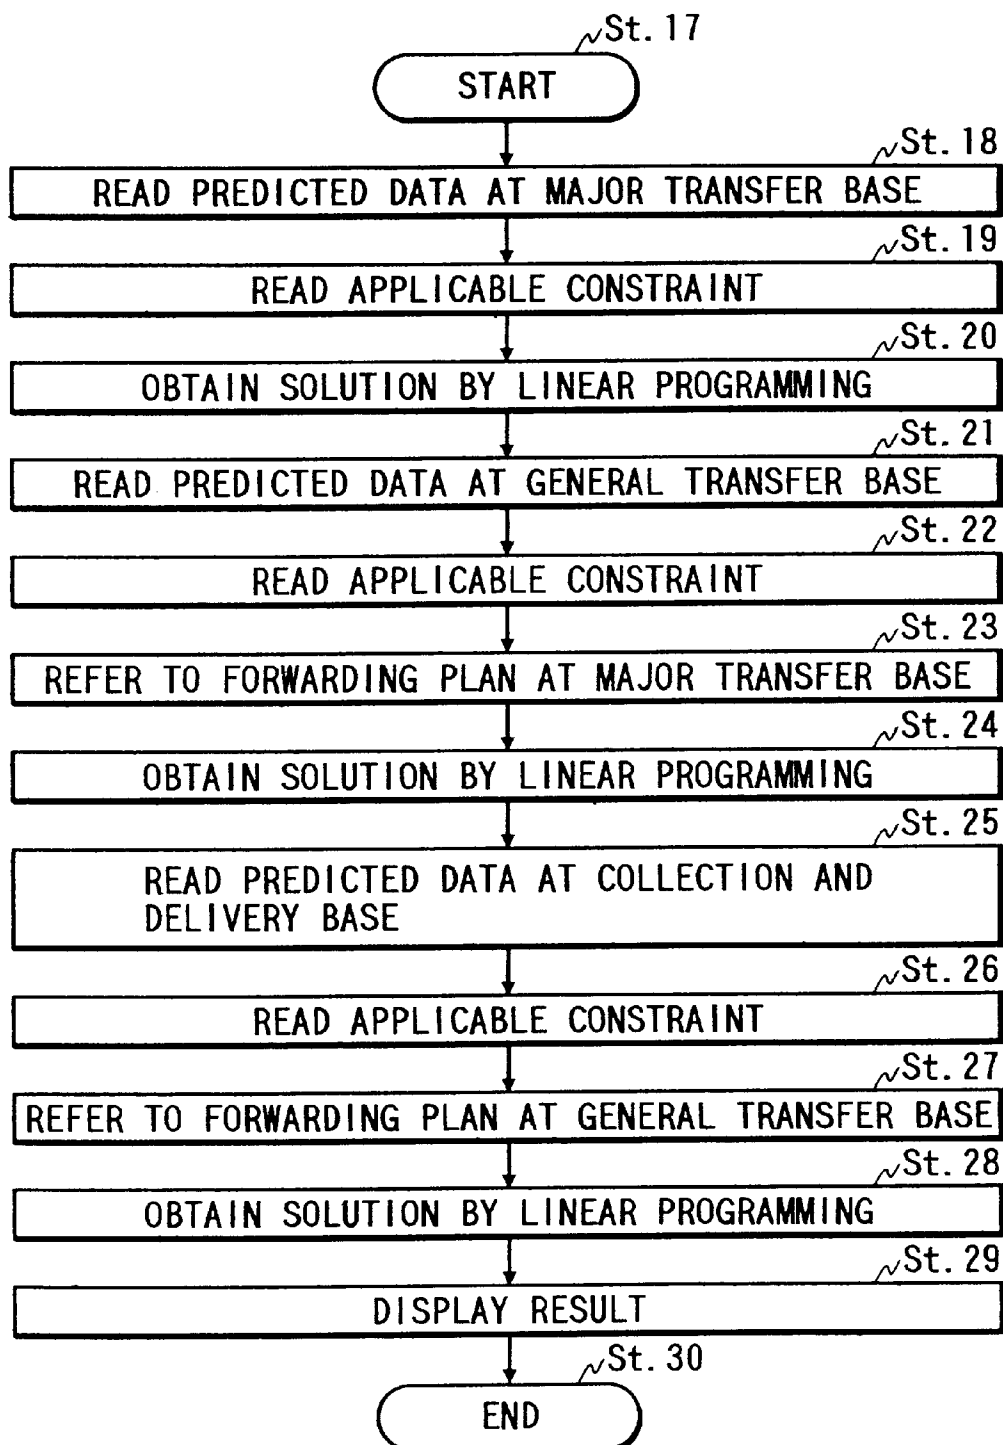 St. 17
START
St. 18
READ PREDICTED DATA AT MAJOR TRANSFER BASE
St. 19
READ APPLICABLE CONSTRAINT
St. 20
OBTAIN SOLUTION BY LINEAR PROGRAMMING
St. 21
READ PREDICTED DATA AT GENERAL TRANSFER BASE
St. 22
READ APPLICABLE CONSTRAINT
St. 23
REFER TO FORWARDING PLAN AT MAJOR TRANSFER BASE
St. 24
OBTAIN SOLUTION BY LINEAR PROGRAMMING
St. 25
READ PREDICTED DATA AT COLLECTION AND
DELIVERY BASE
St. 26
READ APPLICABLE CONSTRAINT
St. 27
REFER TO FORWARDING PLAN AT GENERAL TRANSFER BASE
St. 28
OBTAIN SOLUTION BY LINEAR PROGRAMMING
St. 29
DISPLAY RESULT
St. 30
END